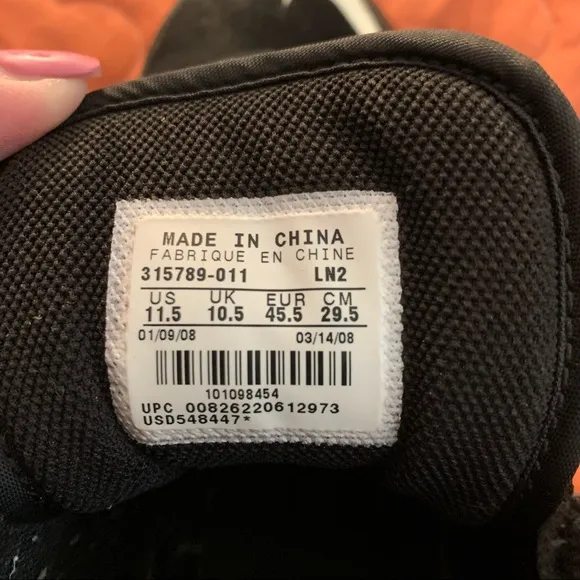 MADE IN CHINA
FABRIQUE EN CHINE
315789-011 LN2
US UK EUR CM
11.5 10.5 45.5 29.5
01/09/08 03/14/08
101098454
UPC 00826220612973
USD548447*